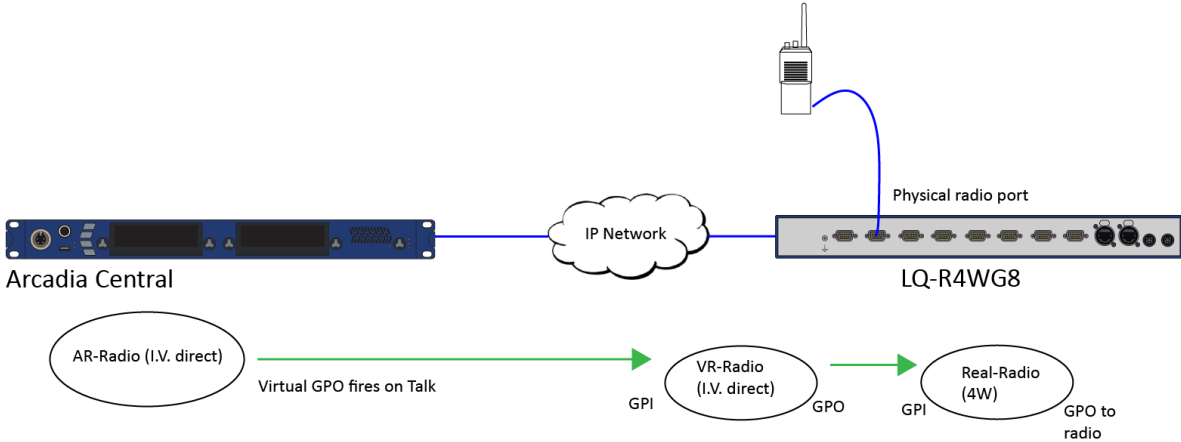 Physical radio port
IP Network
Arcadia Central
LQ-R4WG8
AR-Radio (I.V. direct)
Virtual GPO fires on Talk
GPI
VR-Radio
(I.V. direct)
GPO
GPI
Real-Radio
(4W)
GPO to
radio